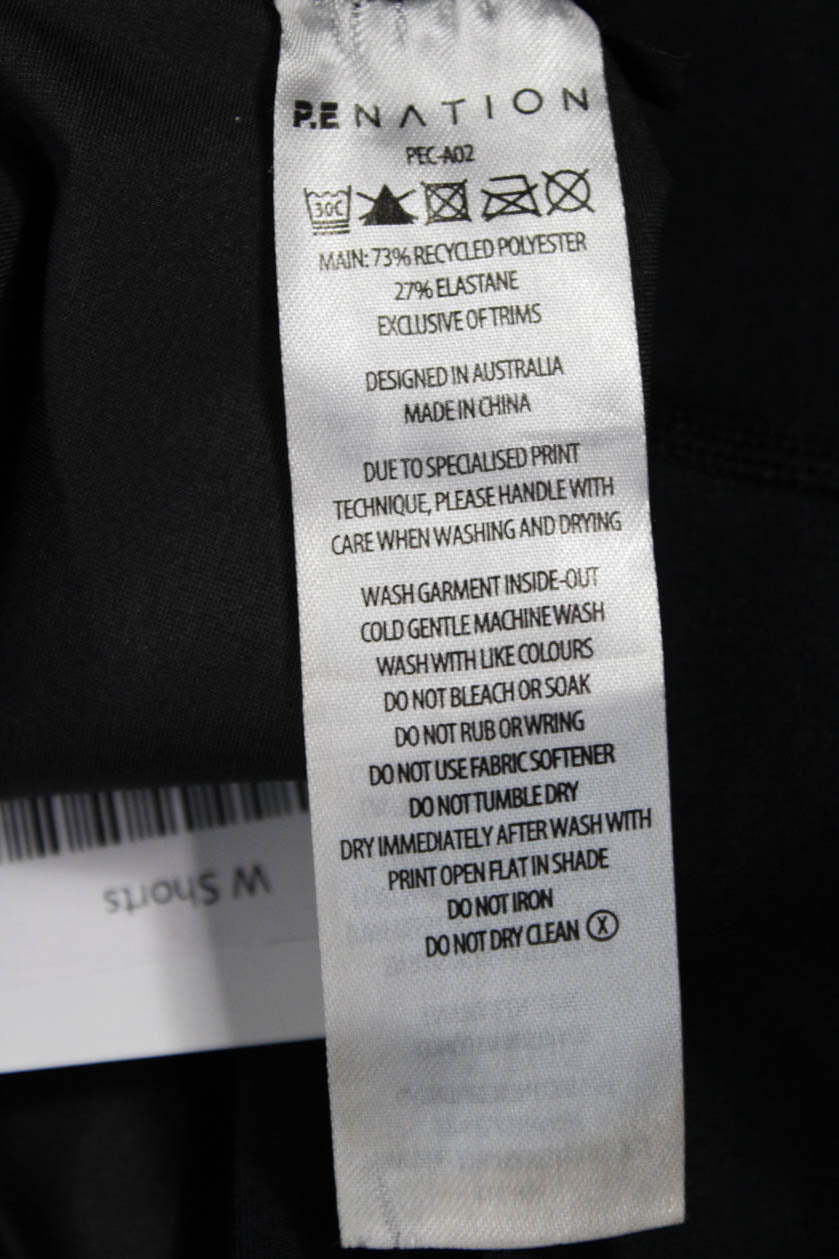 P.E NATION
PEC-A02
30C
MAIN: 73% RECYCLED POLYESTER
27% ELASTANE
EXCLUSIVE OF TRIMS
DESIGNED IN AUSTRALIA
MADE IN CHINA
DUE TO SPECIALISED PRINT
TECHNIQUE, PLEASE HANDLE WITH
CARE WHEN WASHING AND DRYING
WASH GARMENT INSIDE-OUT
COLD GENTLE MACHINE WASH
WASH WITH LIKE COLOURS
DO NOT BLEACH OR SOAK
DO NOT RUB OR WRING
DO NOT USE FABRIC SOFTENER
DO NOT TUMBLE DRY
DRY IMMEDIATELY AFTER WASH WITH
PRINT OPEN FLAT IN SHADE
DO NOT IRON
DO NOT DRY CLEAN Ⓧ
W Shorts